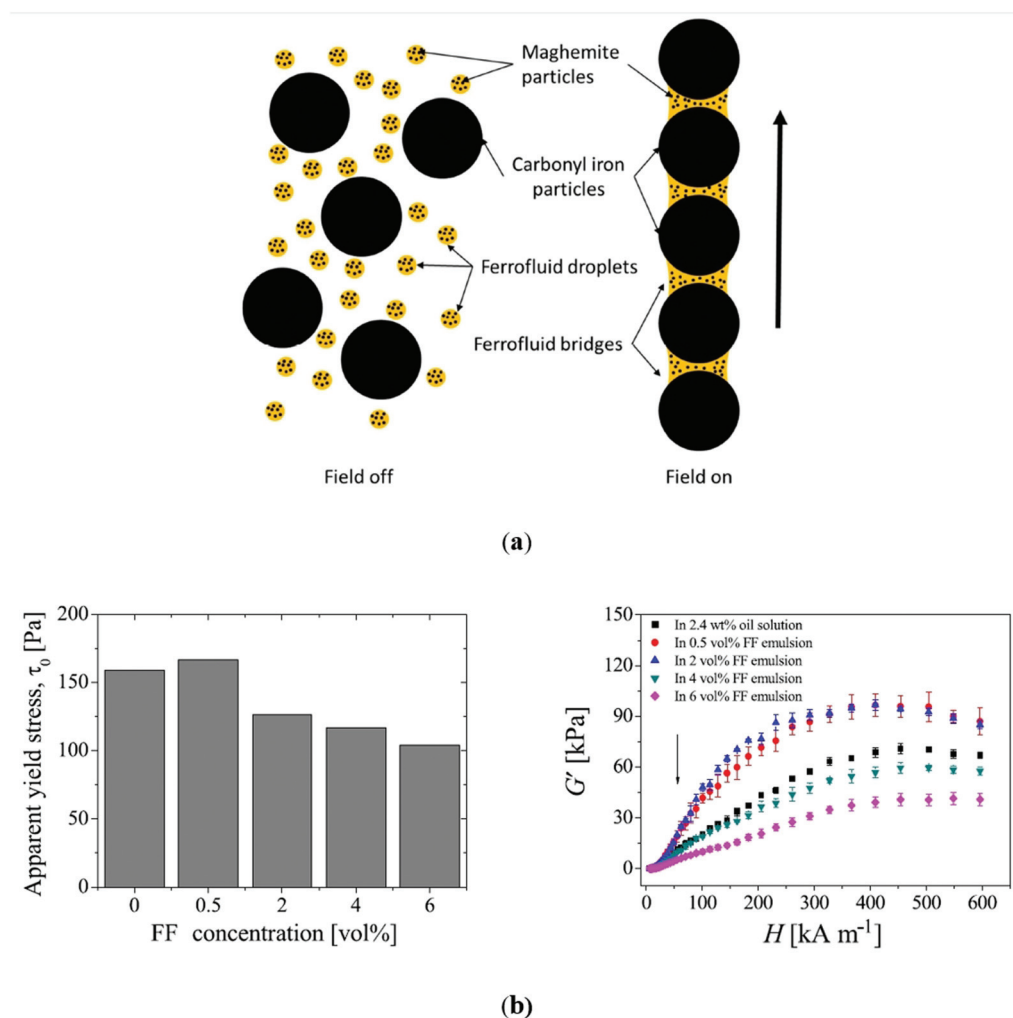 Maghemite
particles
Carbonyl iron
particles
Ferrofluid droplets
Ferrofluid bridges
Field off
Field on
(a)
Apparent yield stress, τ₀ [Pa]
200
150
100
50
0
0 0.5 2 4 6
FF concentration [vol%]
G' [kPa]
150
120
90
60
30
0
In 2.4 wt% oil solution
In 0.5 vol% FF emulsion
In 2 vol% FF emulsion
In 4 vol% FF emulsion
In 6 vol% FF emulsion
0 100 200 300 400 500 600
H [kA m⁻¹]
(b)